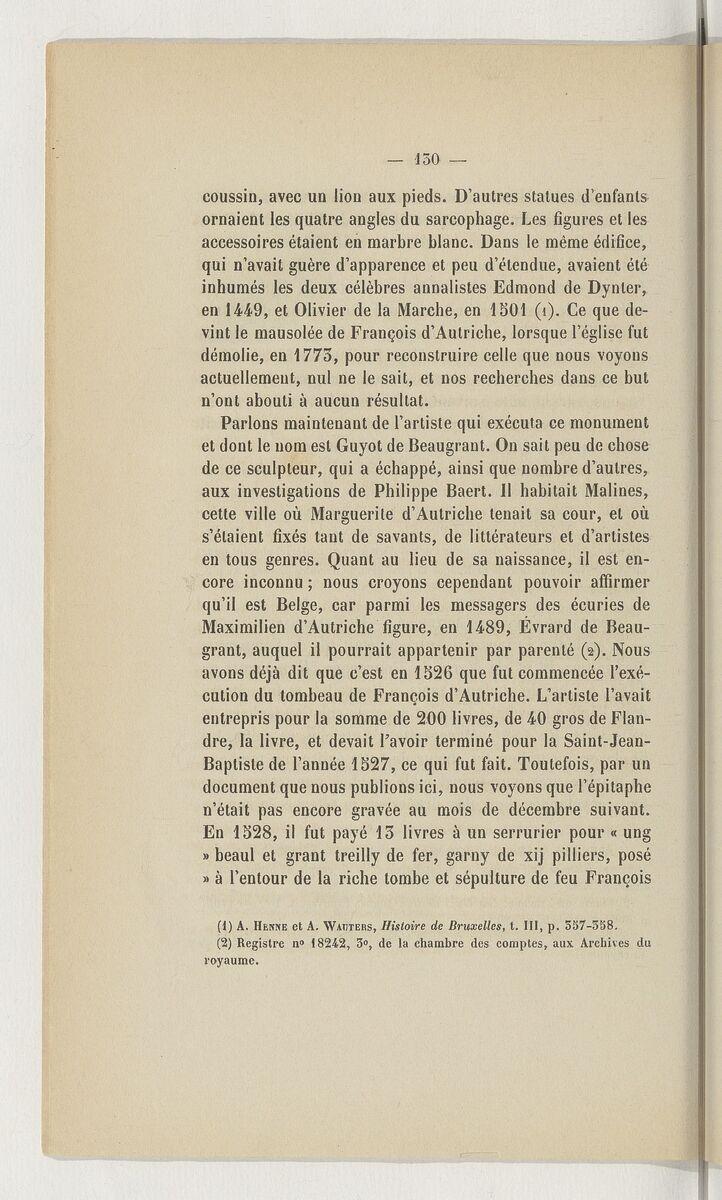 — 130 —
coussin, avec un lion aux pieds. D'autres statues d'enfants
ornaient les quatre angles du sarcophage. Les figures et les
accessoires étaient en marbre blanc. Dans le même édifice,
qui n'avait guère d'apparence et peu d'étendue, avaient été
inhumés les deux célèbres annalistes Edmond de Dynter,
en 1449, et Olivier de la Marche, en 1501 (1). Ce que de-
vint le mausolée de François d'Autriche, lorsque l'église fut
démolie, en 1773, pour reconstruire celle que nous voyons
actuellement, nul ne le sait, et nos recherches dans ce but
n'ont abouti à aucun résultat.
Parlons maintenant de l'artiste qui exécuta ce monument
et dont le nom est Guyot de Beaugrant. On sait peu de chose
de ce sculpteur, qui a échappé, ainsi que nombre d'autres,
aux investigations de Philippe Baert. Il habitait Malines,
cette ville où Marguerite d'Autriche tenait sa cour, et où
s'étaient fixés tant de savants, de littérateurs et d'artistes
en tous genres. Quant au lieu de sa naissance, il est en-
core inconnu ; nous croyons cependant pouvoir affirmer
qu'il est Belge, car parmi les messagers des écuries de
Maximilien d'Autriche figure, en 1489, Évrard de Beau-
grant, auquel il pourrait appartenir par parenté (2). Nous
avons déjà dit que c'est en 1526 que fut commencée l'exé-
cution du tombeau de François d'Autriche. L'artiste l'avait
entrepris pour la somme de 200 livres, de 40 gros de Flan-
dre, la livre, et devait l'avoir terminé pour la Saint-Jean-
Baptiste de l'année 1527, ce qui fut fait. Toutefois, par un
document que nous publions ici, nous voyons que l'épitaphe
n'était pas encore gravée au mois de décembre suivant.
En 1528, il fut payé 13 livres à un serrurier pour « ung
» beaul et grant treilly de fer, garny de xij pilliers, posé
» à l'entour de la riche tombe et sépulture de feu François
(1) A. Henne et A. Wauters, Histoire de Bruxelles, t. III, p. 357-358.
(2) Registre nº 18242, 3º, de la chambre des comptes, aux Archives du
royaume.